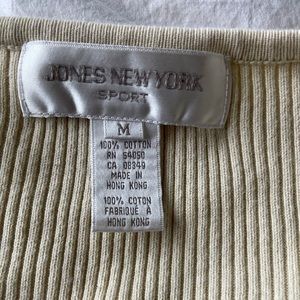 JONES NEW YORK
SPORT
M
100% COTTON
RN 54050
CA 08349
MADE IN
HONG KONG
100% COTON
FABRIQUÉ À
HONG KONG